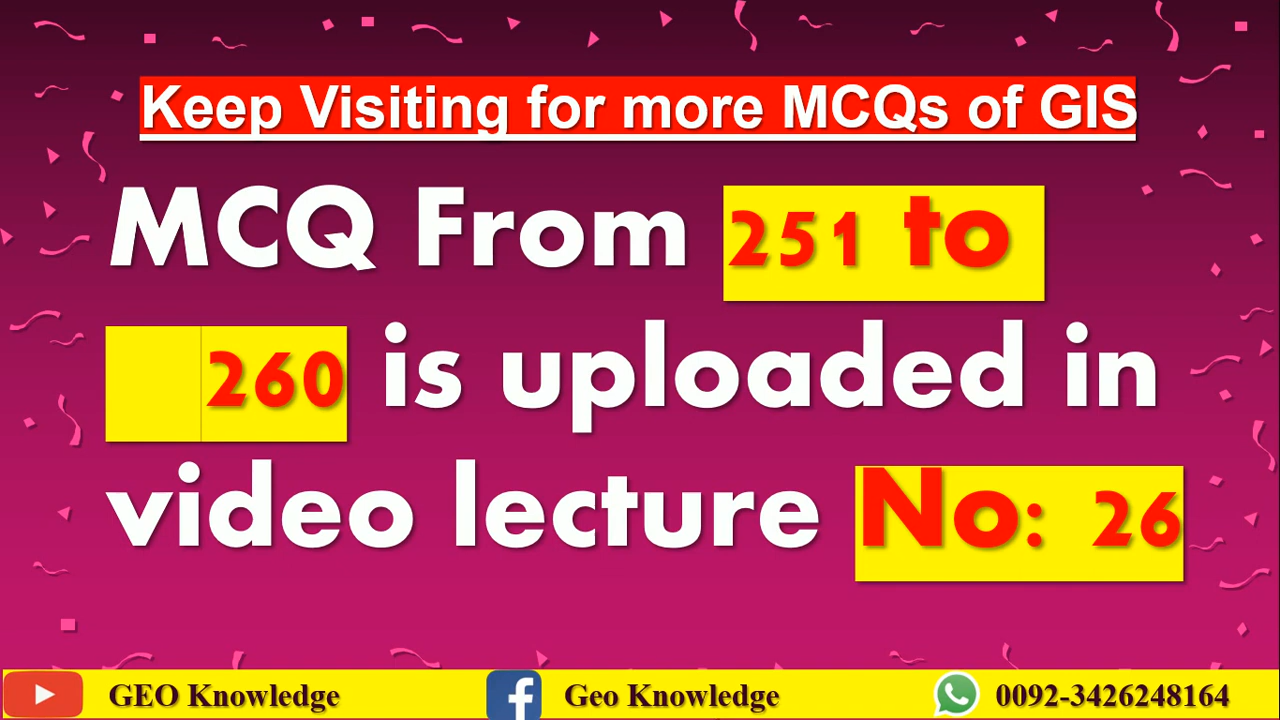 Keep Visiting for more MCQs of GIS
MCQ From 251 to
260 is uploaded in
video lecture No: 26
GEO Knowledge Geo Knowledge 0092-3426248164